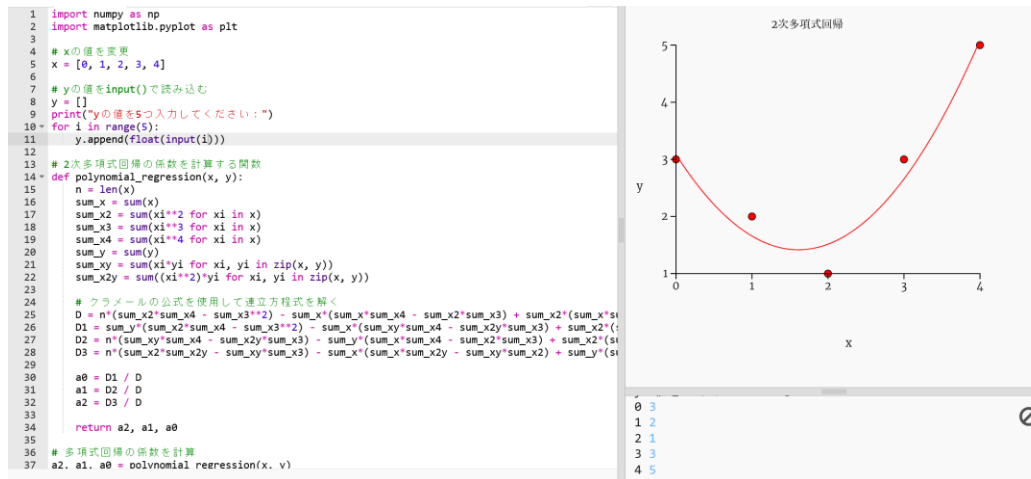 1 import numpy as np
2 import matplotlib.pyplot as plt
3
4 # xの値を変更
5 x = [0, 1, 2, 3, 4]
6
7 # yの値をinput()で読み込む
8 y = []
9 print("yの値を5つ入力してください：")
10 for i in range(5):
11 y.append(float(input(i)))
12
13 # 2次多項式回帰の係数を計算する関数
14 def polynomial_regression(x, y):
15 n = len(x)
16 sum_x = sum(x)
17 sum_x2 = sum(xi**2 for xi in x)
18 sum_x3 = sum(xi**3 for xi in x)
19 sum_x4 = sum(xi**4 for xi in x)
20 sum_y = sum(y)
21 sum_xy = sum(xi*yi for xi, yi in zip(x, y))
22 sum_x2y = sum((xi**2)*yi for xi, yi in zip(x, y))
23
24 # クラメールの公式を使用して連立方程式を解く
25 D = n*(sum_x2*sum_x4 - sum_x3**2) - sum_x*(sum_x*sum_x4 - sum_x2*sum_x3) + sum_x2*(sum_x*s
26 D1 = sum_y*(sum_x2*sum_x4 - sum_x3**2) - sum_x*(sum_xy*sum_x4 - sum_x2y*sum_x3) + sum_x2*(s
27 D2 = n*(sum_xy*sum_x4 - sum_x2y*sum_x3) - sum_y*(sum_x*sum_x4 - sum_x2*sum_x3) + sum_x2*(s
28 D3 = n*(sum_x2*sum_x2y - sum_xy*sum_x3) - sum_x*(sum_x*sum_x2y - sum_xy*sum_x2) + sum_y*(s
29
30 a0 = D1 / D
31 a1 = D2 / D
32 a2 = D3 / D
33
34 return a2, a1, a0
35
36 # 多項式回帰の係数を計算
37 a2, a1, a0 = polynomial_regression(x, y)
2次多項式回帰
5
4
3
y
2
1
0 1 2 3 4
x
0 3
1 2
2 1
3 3
4 5